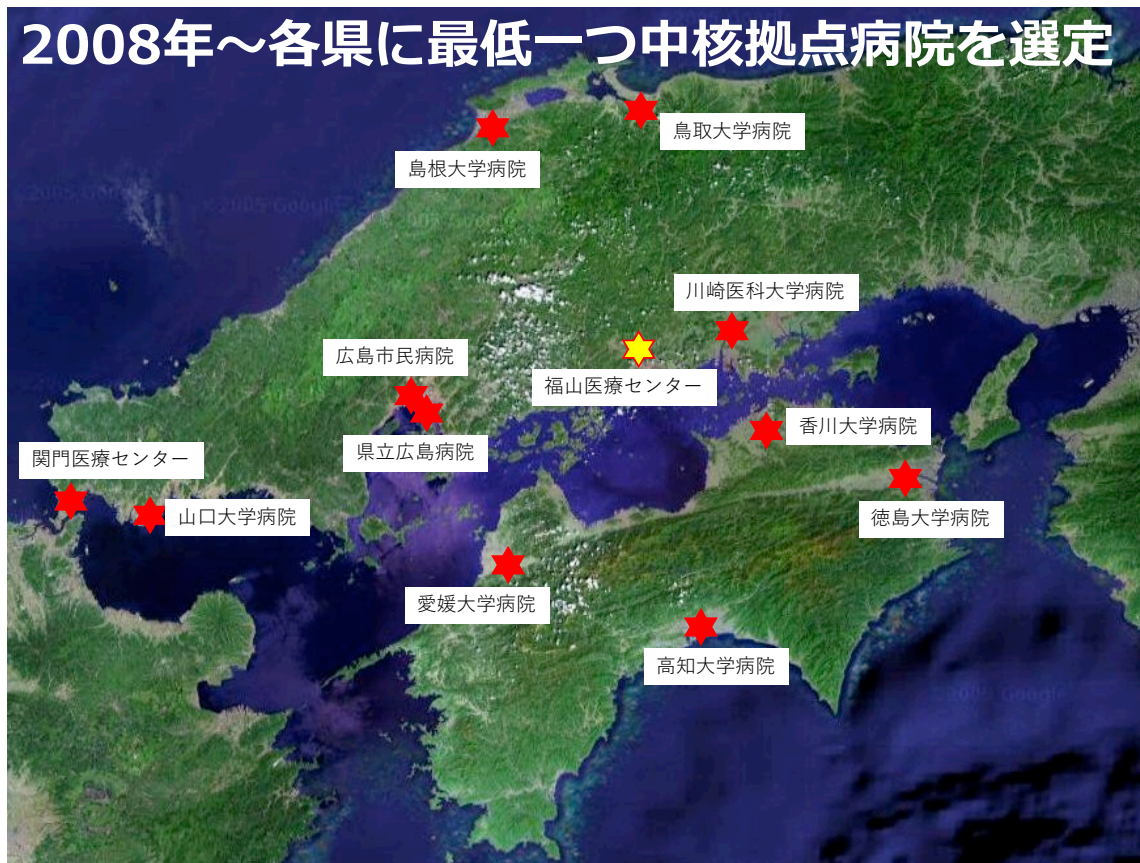 2008年～各県に最低一つ中核拠点病院を選定
鳥取大学病院
島根大学病院
川崎医科大学病院
広島市民病院
福山医療センター
香川大学病院
県立広島病院
関門医療センター
山口大学病院
徳島大学病院
愛媛大学病院
高知大学病院